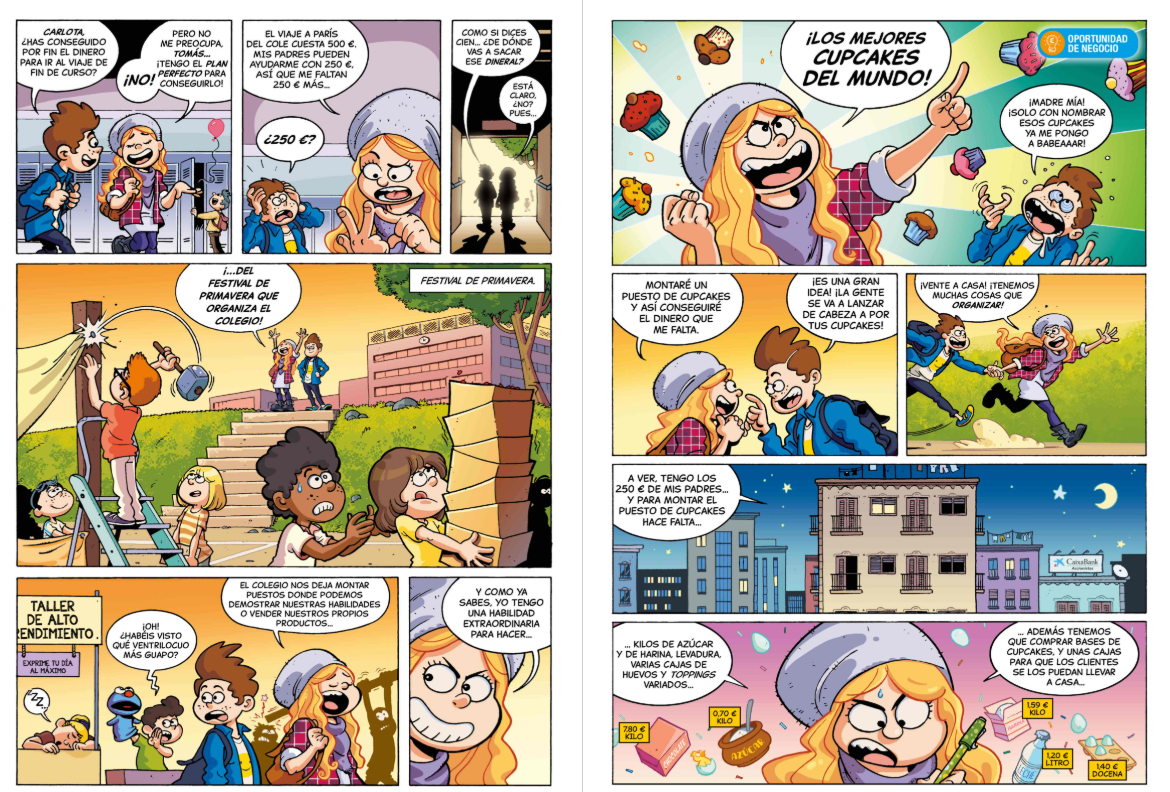 CARLOTA,
¿HAS CONSEGUIDO
POR FIN EL DINERO
PARA IR AL VIAJE DE
FIN DE CURSO?
¡NO!
PERO NO
ME PREOCUPA,
TOMÁS...
¡TENGO EL PLAN
PERFECTO PARA
CONSEGUIRLO!
EL VIAJE A PARÍS
DEL COLE CUESTA 500 €.
MIS PADRES PUEDEN
AYUDARME CON 250 €,
ASÍ QUE ME FALTAN
250 € MÁS...
¿250 €?
COMO SI DICES
CIEN... ¿DE DÓNDE
VAS A SACAR
ESE DINERAL?
ESTÁ
CLARO,
¿NO?
PUES...
¡...DEL
FESTIVAL DE
PRIMAVERA QUE
ORGANIZA EL
COLEGIO!
FESTIVAL DE PRIMAVERA.
TALLER
DE ALTO
RENDIMIENTO.
EXPRIME TU DÍA
AL MÁXIMO
ZZZ...
¡OH!
¿HABÉIS VISTO
QUÉ VENTRILOCUO
MÁS GUAPO?
EL COLEGIO NOS DEJA MONTAR
PUESTOS DONDE PODEMOS
DEMOSTRAR NUESTRAS HABILIDADES
O VENDER NUESTROS PROPIOS
PRODUCTOS...
Y COMO YA
SABES, YO TENGO
UNA HABILIDAD
EXTRAORDINARIA
PARA HACER...
¡LOS MEJORES
CUPCAKES
DEL MUNDO!
OPORTUNIDAD
DE NEGOCIO
¡MADRE MÍA!
¡SOLO CON NOMBRAR
ESOS CUPCAKES
YA ME PONGO
A BABEAAAR!
MONTARÉ UN
PUESTO DE CUPCAKES
Y ASÍ CONSEGUIRÉ
EL DINERO QUE
ME FALTA.
¡ES UNA GRAN
IDEA! ¡LA GENTE
SE VA A LANZAR
DE CABEZA A POR
TUS CUPCAKES!
¡VENTE A CASA! ¡TENEMOS
MUCHAS COSAS QUE
ORGANIZAR!
A VER, TENGO LOS
250 € DE MIS PADRES...
Y PARA MONTAR EL
PUESTO DE CUPCAKES
HACE FALTA...
CaixaBank
... KILOS DE AZÚCAR
Y DE HARINA, LEVADURA,
VARIAS CAJAS DE
HUEVOS Y TOPPINGS
VARIADOS...
... ADEMÁS TENEMOS
QUE COMPRAR BASES DE
CUPCAKES, Y UNAS CAJAS
PARA QUE LOS CLIENTES
SE LOS PUEDAN LLEVAR
A CASA...
7,80 €
KILO
CHOCOLATE
0,70 €
KILO
AZÚCAR
1,59 €
KILO
HARINA
LECHE
1,20 €
LITRO
1,40 €
DOCENA